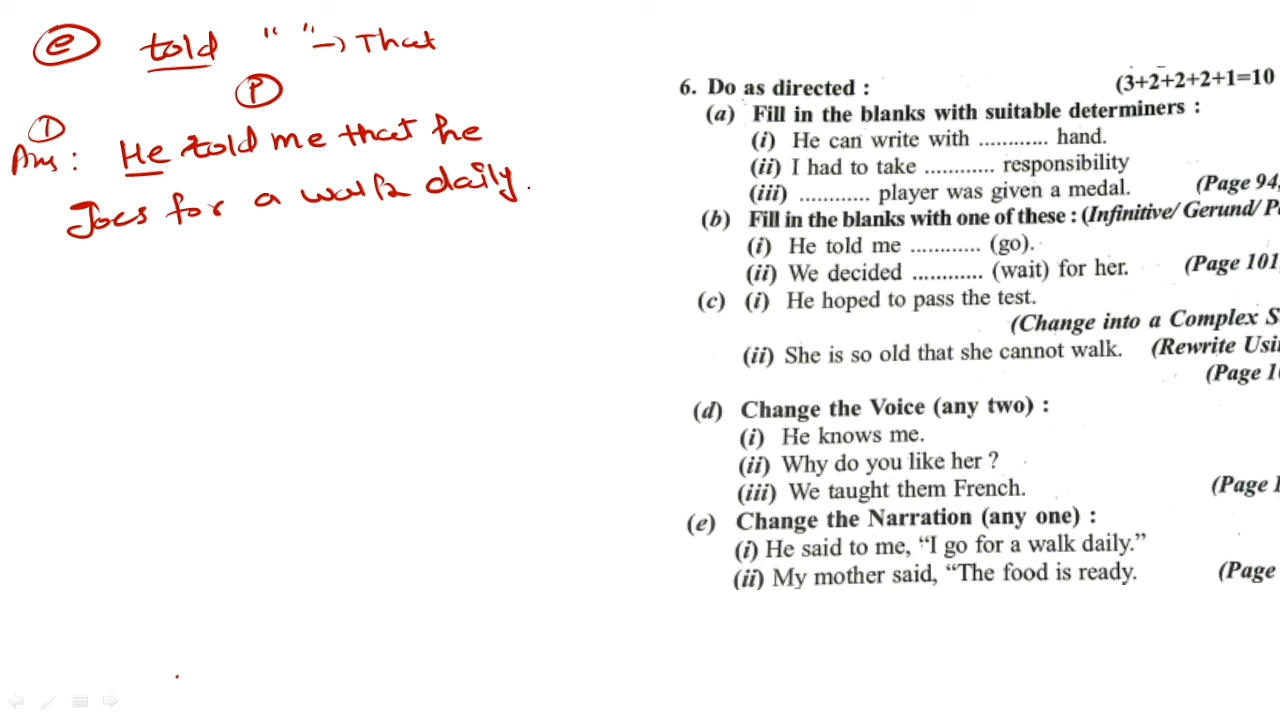 e told " " → That
P
I
Ans: He told me that he
goes for a walk daily.
6. Do as directed : (3+2+2+2+1=10
(a) Fill in the blanks with suitable determiners :
(i) He can write with ............ hand.
(ii) I had to take ............ responsibility
(iii) ............ player was given a medal. (Page 94,
(b) Fill in the blanks with one of these : (Infinitive/ Gerund/ P
(i) He told me ............ (go).
(ii) We decided ............ (wait) for her. (Page 101,
(c) (i) He hoped to pass the test.
(Change into a Complex S
(ii) She is so old that she cannot walk. (Rewrite Usi
(Page 1
(d) Change the Voice (any two) :
(i) He knows me.
(ii) Why do you like her ?
(iii) We taught them French. (Page 1
(e) Change the Narration (any one) :
(i) He said to me, “I go for a walk daily.”
(ii) My mother said, “The food is ready. (Page